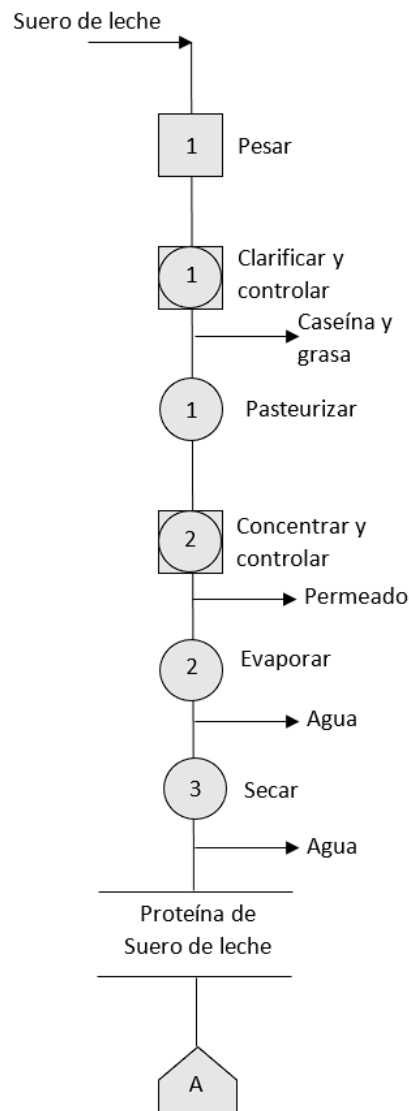 Suero de leche
1
Pesar
1
Clarificar y
controlar
Caseína y
grasa
1
Pasteurizar
2
Concentrar y
controlar
Permeado
2
Evaporar
Agua
3
Secar
Agua
Proteína de
Suero de leche
A